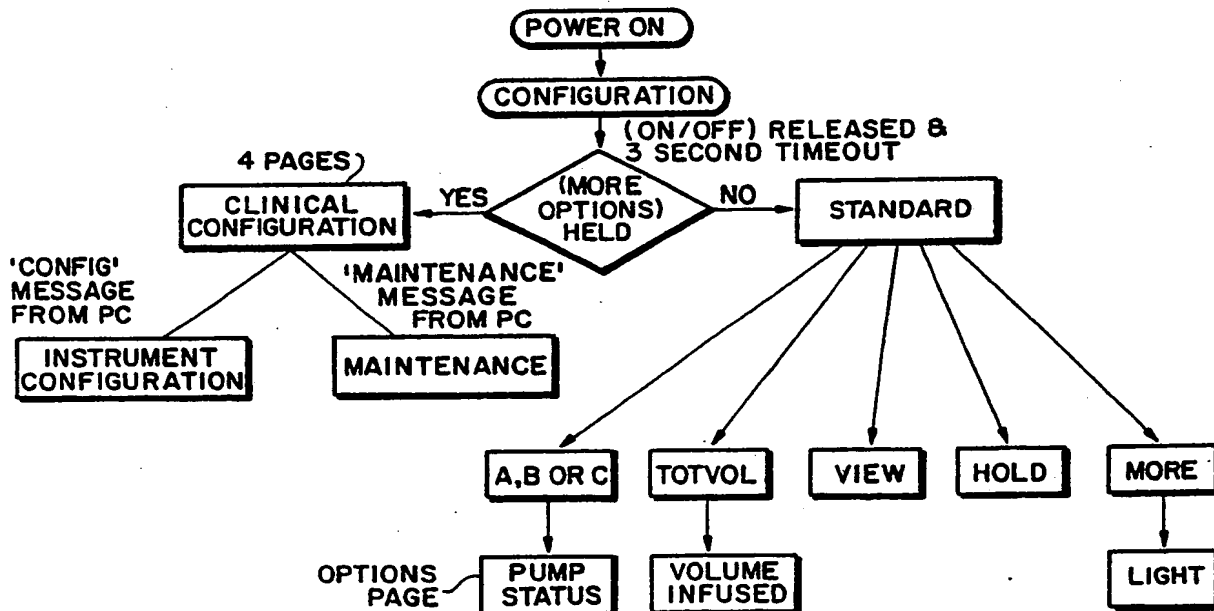 POWER ON
CONFIGURATION
(ON/OFF) RELEASED &
3 SECOND TIMEOUT
4 PAGES
CLINICAL
CONFIGURATION
YES
(MORE
OPTIONS)
HELD
NO
STANDARD
'CONFIG'
MESSAGE
FROM PC
'MAINTENANCE'
MESSAGE
FROM PC
INSTRUMENT
CONFIGURATION
MAINTENANCE
A,B OR C
TOTVOL
VIEW
HOLD
MORE
OPTIONS
PAGE
PUMP
STATUS
VOLUME
INFUSED
LIGHT